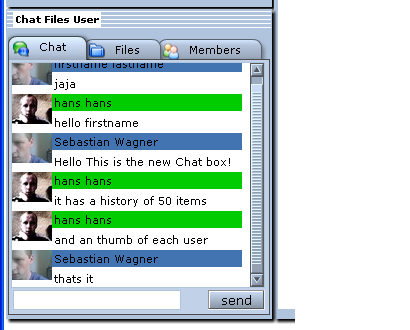 Chat Files User
Chat
Files
Members
firstname lastname
jaja
hans hans
hello firstname
Sebastian Wagner
Hello This is the new Chat box!
hans hans
it has a history of 50 items
hans hans
and an thumb of each user
Sebastian Wagner
thats it
send